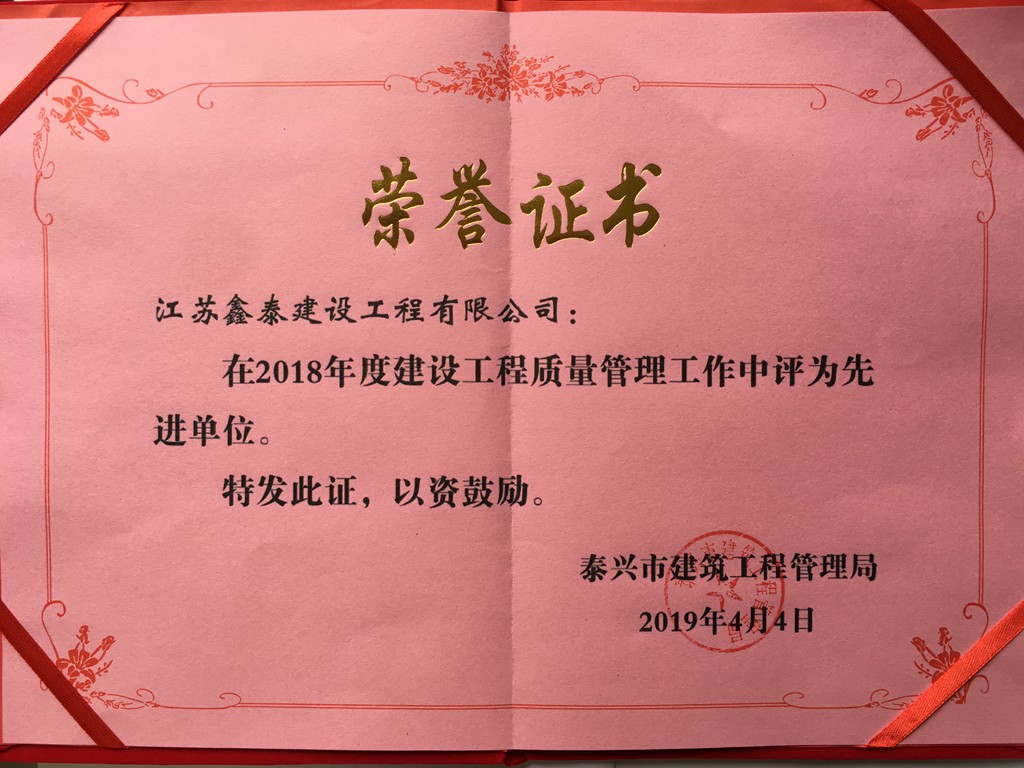 荣誉证书
江苏鑫泰建设工程有限公司：
在2018年度建设工程质量管理工作中评为先
进单位。
特发此证，以资鼓励。
泰兴市建筑工程管理局
2019年4月4日